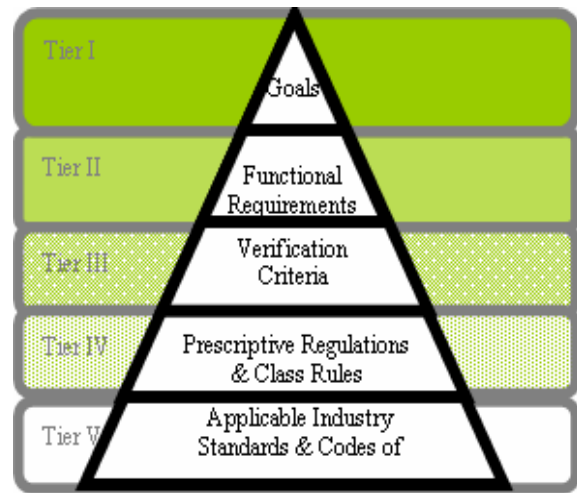 Tier I
Goals
Tier II
Functional
Requirements
Tier III
Verification
Criteria
Tier IV
Prescriptive Regulations
& Class Rules
Tier V
Applicable Industry
Standards & Codes of